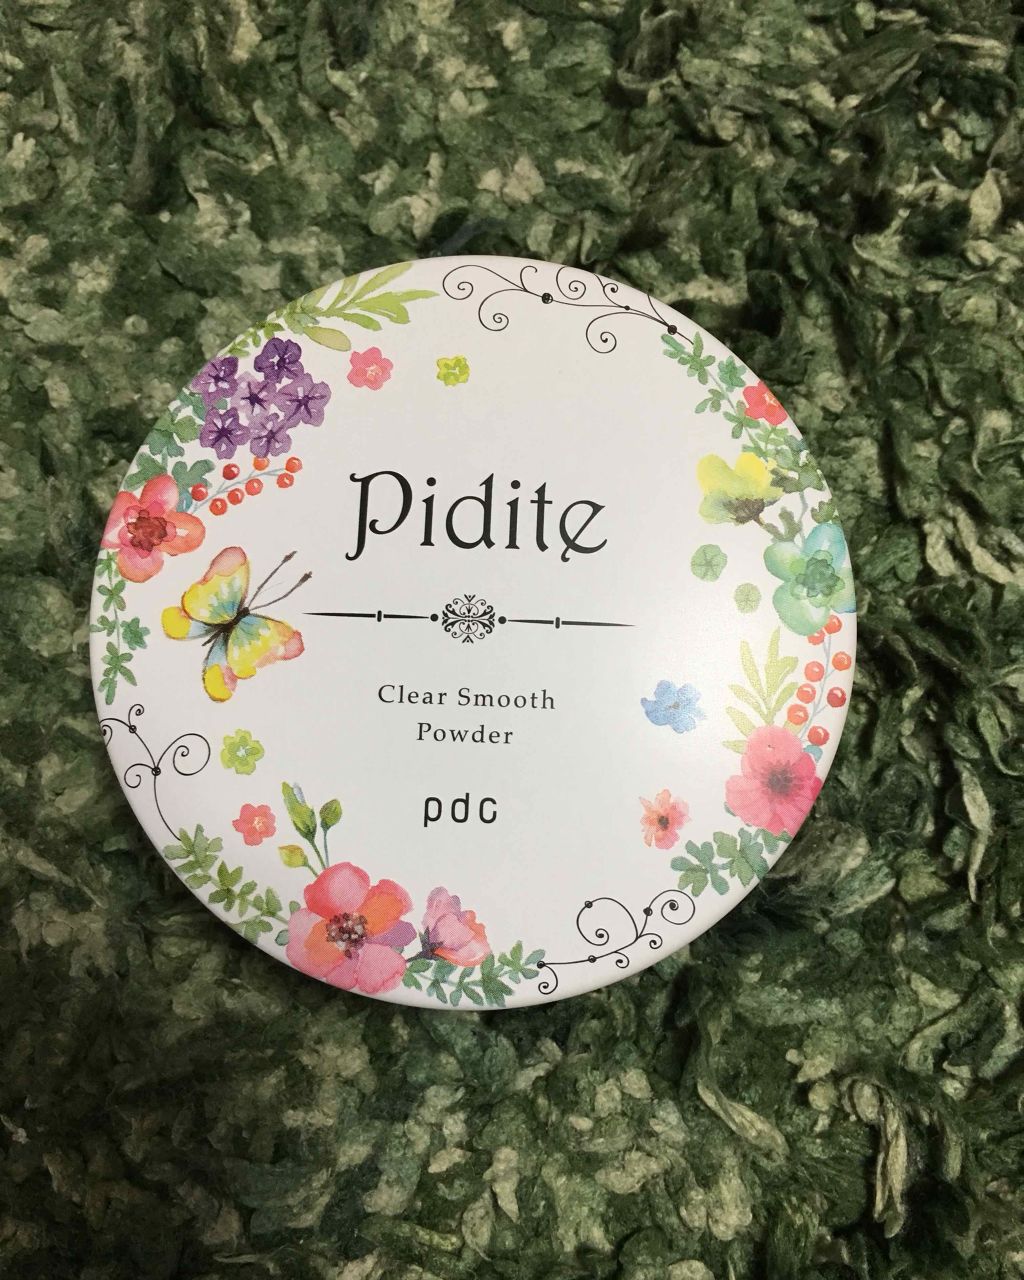 Pidite
Clear Smooth
Powder
pdc